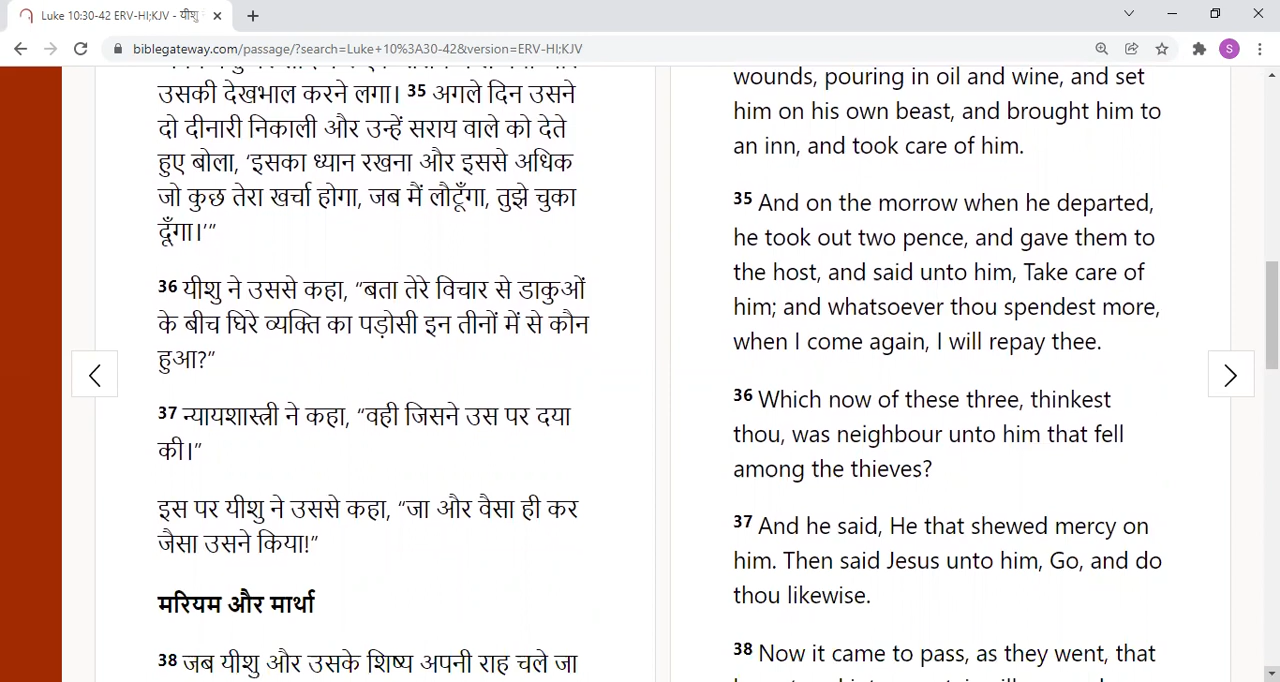 Luke 10:30-42 ERV-HI;KJV - यीशु
biblegateway.com/passage/?search=Luke+10%3A30-42&version=ERV-HI;KJV
S
उसकी देखभाल करने लगा। 35 अगले दिन उसने
दो दीनारी निकाली और उन्हें सराय वाले को देते
हुए बोला, ‘इसका ध्यान रखना और इससे अधिक
जो कुछ तेरा खर्चा होगा, जब मैं लौटूँगा, तुझे चुका
दूँगा।’”
36 यीशु ने उससे कहा, “बता तेरे विचार से डाकुओं
के बीच घिरे व्यक्ति का पड़ोसी इन तीनों में से कौन
हुआ?”
37 न्यायशास्त्री ने कहा, “वही जिसने उस पर दया
की।”
इस पर यीशु ने उससे कहा, “जा और वैसा ही कर
जैसा उसने किया!”
मरियम और मार्था
38 जब यीशु और उसके शिष्य अपनी राह चले जा
wounds, pouring in oil and wine, and set
him on his own beast, and brought him to
an inn, and took care of him.
35 And on the morrow when he departed,
he took out two pence, and gave them to
the host, and said unto him, Take care of
him; and whatsoever thou spendest more,
when I come again, I will repay thee.
36 Which now of these three, thinkest
thou, was neighbour unto him that fell
among the thieves?
37 And he said, He that shewed mercy on
him. Then said Jesus unto him, Go, and do
thou likewise.
38 Now it came to pass, as they went, that